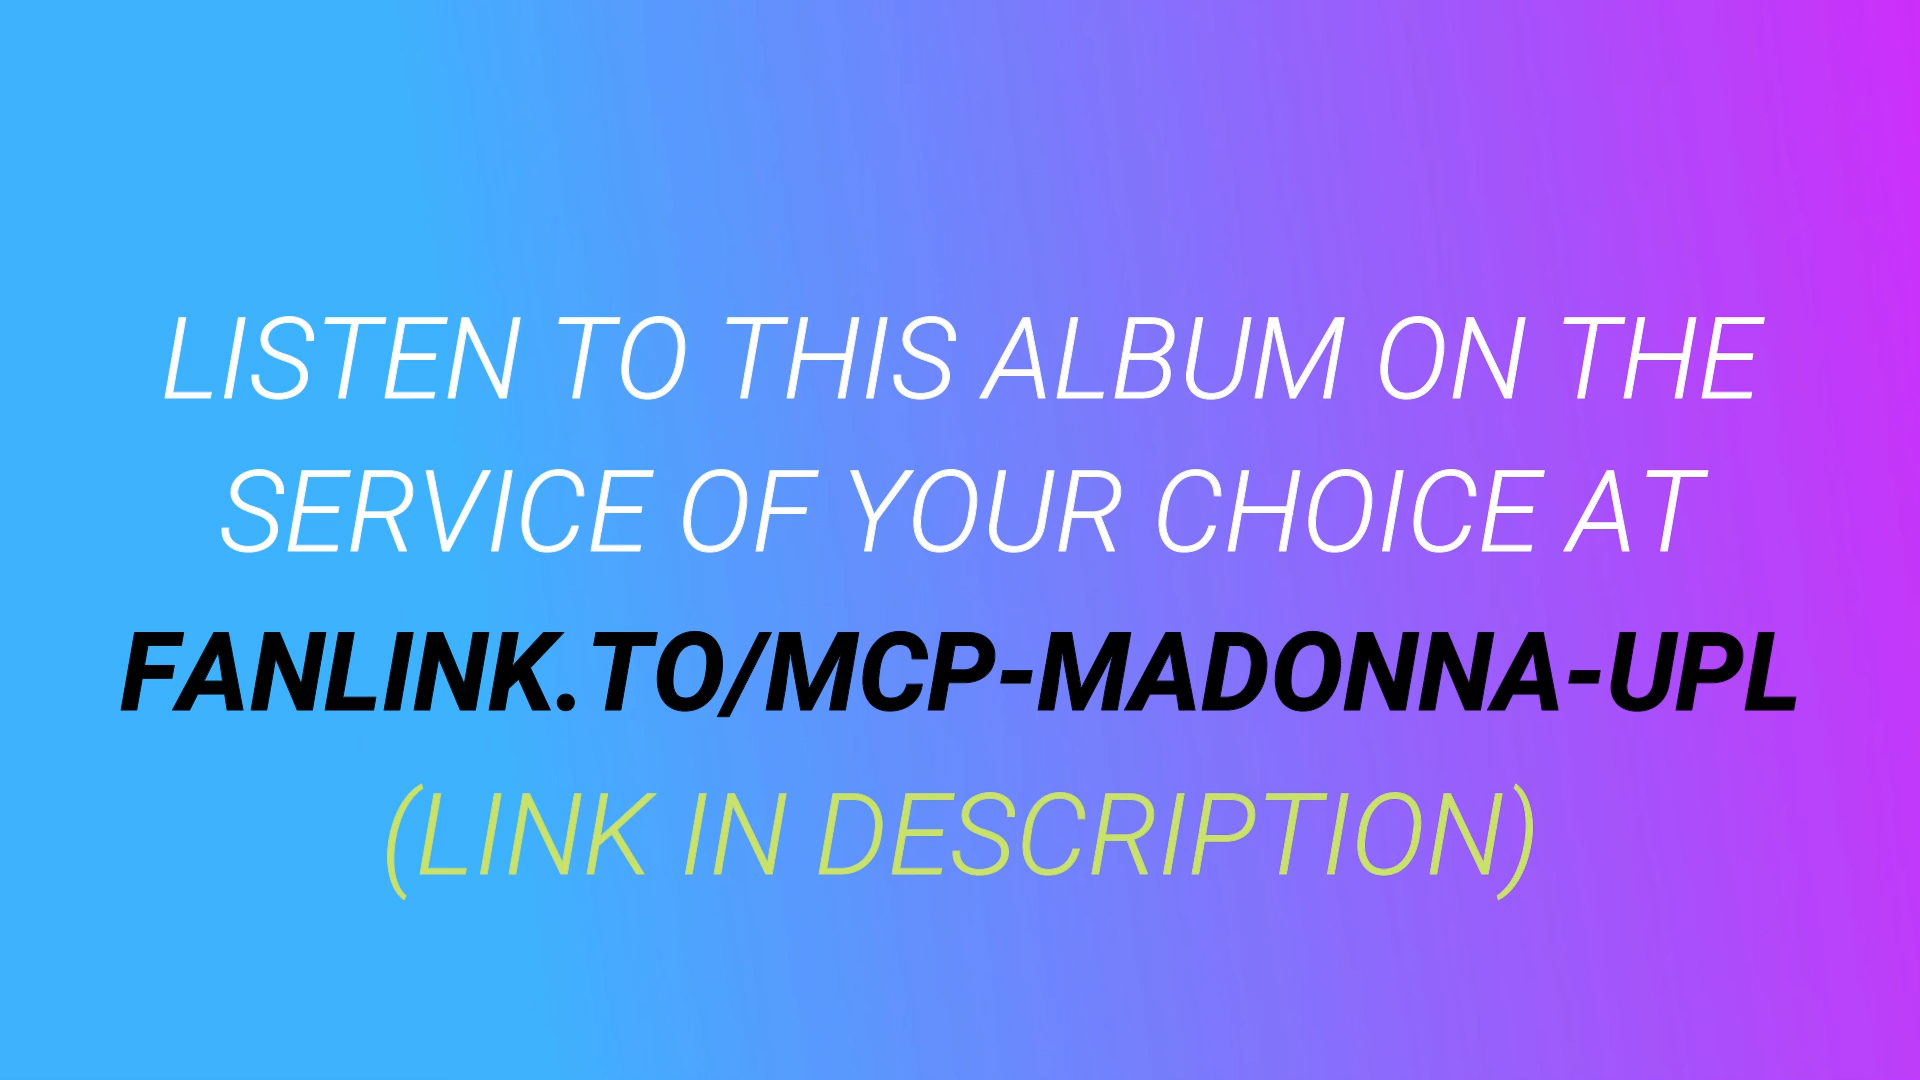 LISTEN TO THIS ALBUM ON THE
SERVICE OF YOUR CHOICE AT
FANLINK.TO/MCP-MADONNA-UPL
(LINK IN DESCRIPTION)